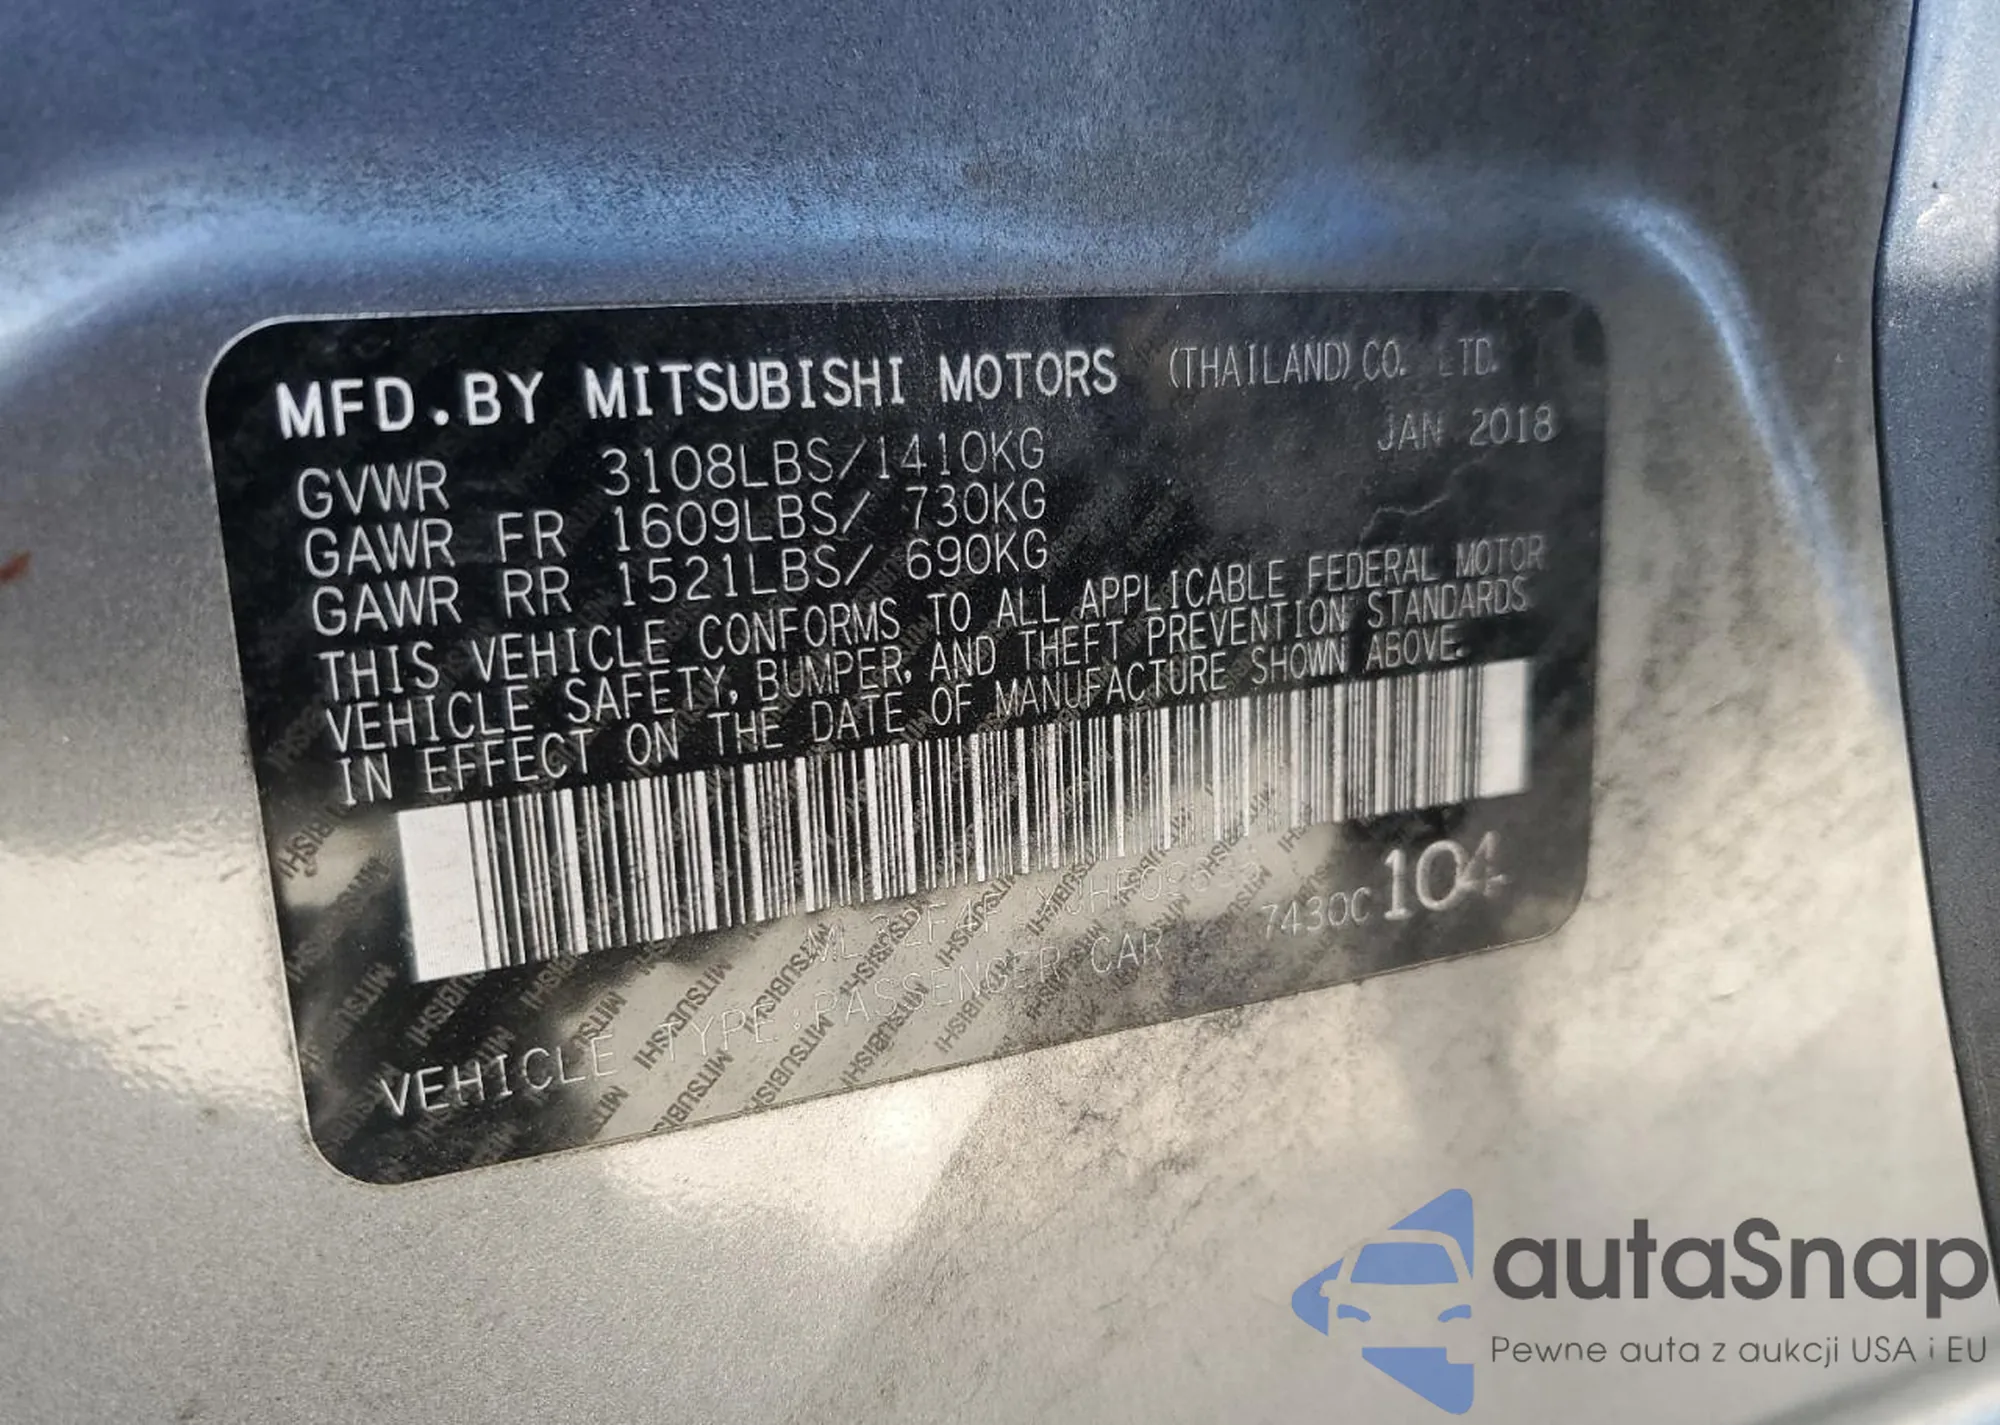 MFD.BY MITSUBISHI MOTORS (THAILAND) CO. LTD.
JAN 2018
GVWR 3108LBS/1410KG
GAWR FR 1609LBS/ 730KG
GAWR RR 1521LBS/ 690KG
THIS VEHICLE CONFORMS TO ALL APPLICABLE FEDERAL MOTOR
VEHICLE SAFETY, BUMPER, AND THEFT PREVENTION STANDARDS
IN EFFECT ON THE DATE OF MANUFACTURE SHOWN ABOVE.
7430C 104
VEHICLE TYPE:PASSENGER CAR
autaSnap
Pewne auta z aukcji USA i EU